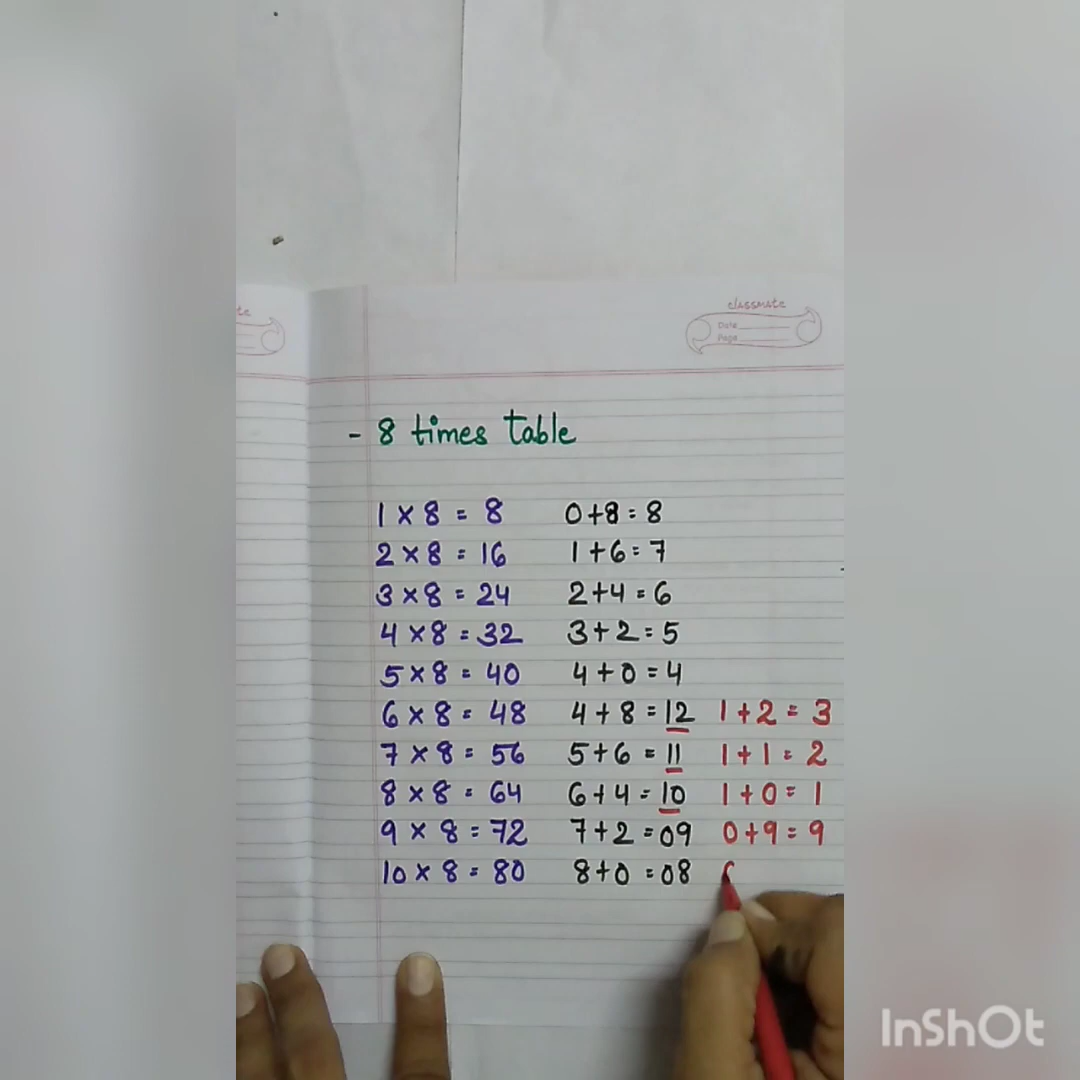 te
classmate
Date
Page
- 8 times Table
1 × 8 = 8 0+8=8
2 × 8 = 16 1+6=7
3 × 8 = 24 2+4=6
4 × 8 = 32 3+2=5
5 × 8 = 40 4+0=4
6 × 8 = 48 4+8=12 1+2=3
7 × 8 = 56 5+6=11 1+1=2
8 × 8 = 64 6+4=10 1+0=1
9 × 8 = 72 7+2=09 0+9=9
10 × 8 = 80 8+0=08
InShOt